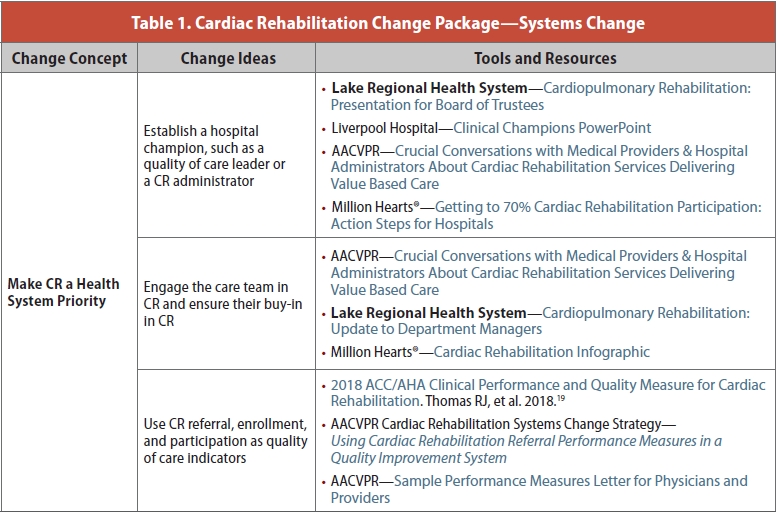 Table 1. Cardiac Rehabilitation Change Package—Systems Change
Change Concept
Change Ideas
Tools and Resources
Make CR a Health
System Priority
Establish a hospital
champion, such as a
quality of care leader or
a CR administrator
• Lake Regional Health System—Cardiopulmonary Rehabilitation:
Presentation for Board of Trustees
• Liverpool Hospital—Clinical Champions PowerPoint
• AACVPR—Crucial Conversations with Medical Providers & Hospital
Administrators About Cardiac Rehabilitation Services Delivering
Value Based Care
• Million Hearts®—Getting to 70% Cardiac Rehabilitation Participation:
Action Steps for Hospitals
Engage the care team in
CR and ensure their buy-in
in CR
• AACVPR—Crucial Conversations with Medical Providers & Hospital
Administrators About Cardiac Rehabilitation Services Delivering
Value Based Care
• Lake Regional Health System—Cardiopulmonary Rehabilitation:
Update to Department Managers
• Million Hearts®—Cardiac Rehabilitation Infographic
Use CR referral, enrollment,
and participation as quality
of care indicators
• 2018 ACC/AHA Clinical Performance and Quality Measure for Cardiac
Rehabilitation. Thomas RJ, et al. 2018.¹⁹
• AACVPR Cardiac Rehabilitation Systems Change Strategy—
Using Cardiac Rehabilitation Referral Performance Measures in a
Quality Improvement System
• AACVPR—Sample Performance Measures Letter for Physicians and
Providers